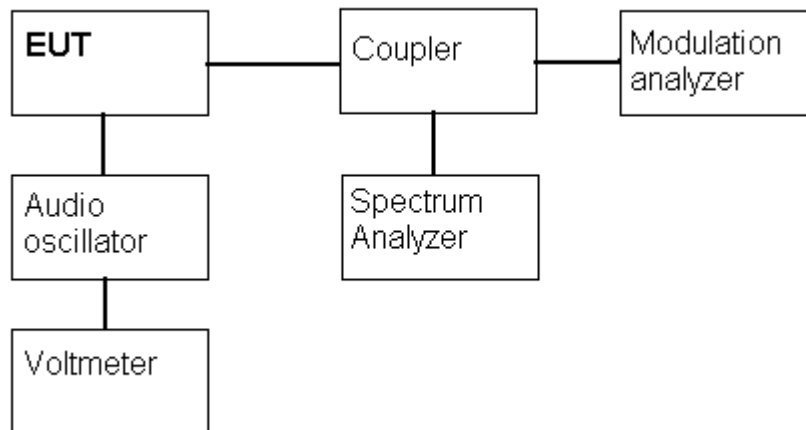 EUT
Coupler
Modulation
analyzer
Audio
oscillator
Spectrum
Analyzer
Voltmeter